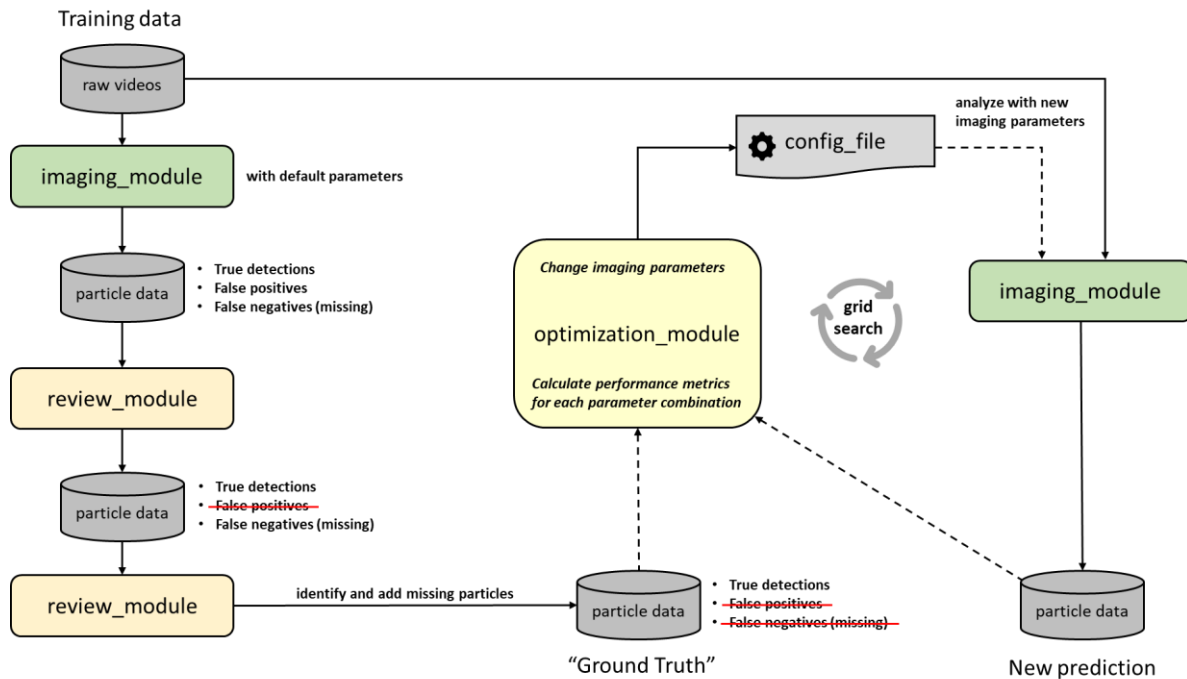 Training data
raw videos
imaging_module
with default parameters
particle data
• True detections
• False positives
• False negatives (missing)
review_module
particle data
• True detections
• False positives
• False negatives (missing)
review_module
identify and add missing particles
particle data
• True detections
• False positives
• False negatives (missing)
“Ground Truth”
Change imaging parameters
optimization_module
Calculate performance metrics
for each parameter combination
grid
search
config_file
analyze with new
imaging parameters
imaging_module
particle data
New prediction